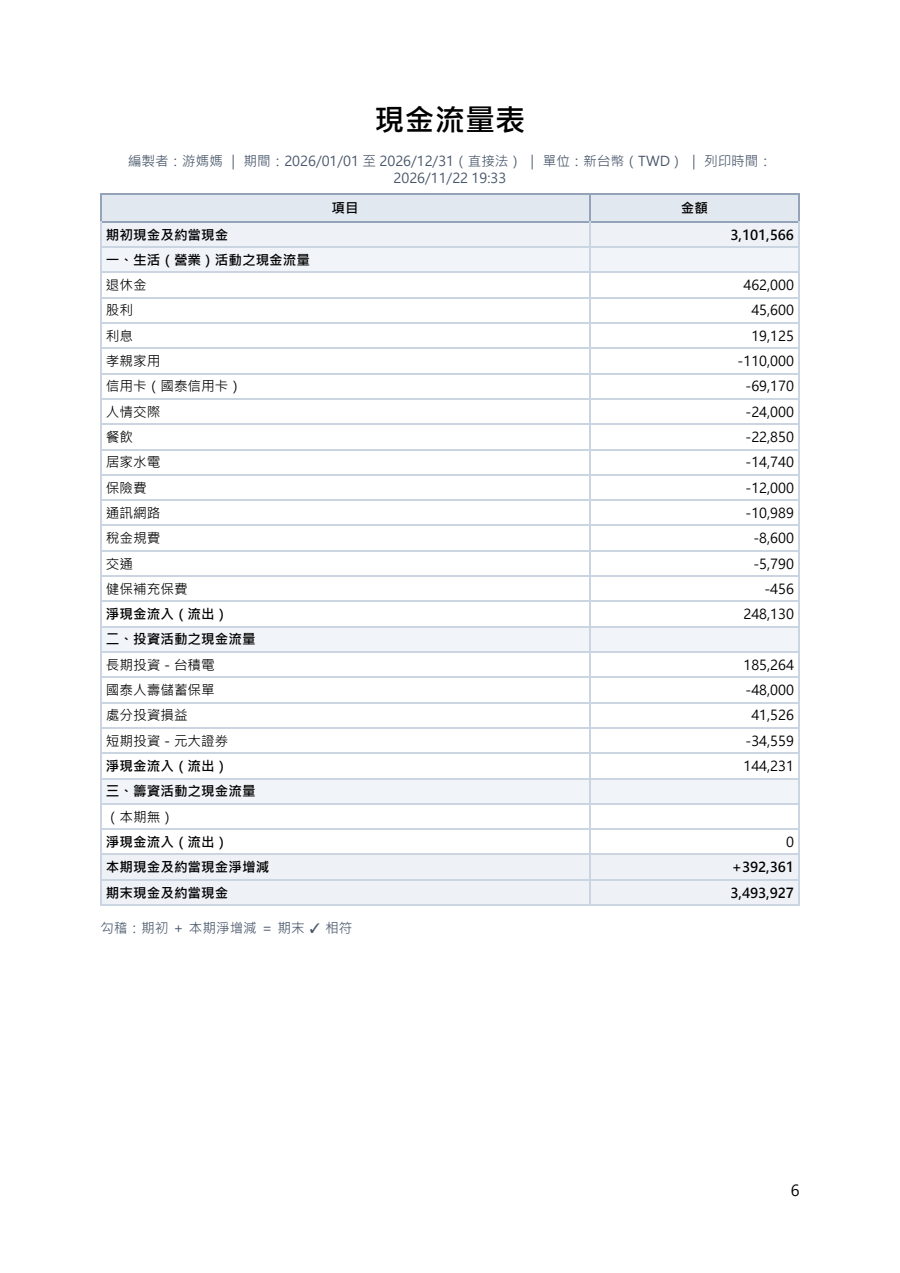 現金流量表
編製者：游媽媽 ｜ 期間：2026/01/01 至 2026/12/31（直接法） ｜ 單位：新台幣（TWD） ｜ 列印時間：
2026/11/22 19:33
項目 金額
期初現金及約當現金 3,101,566
一、生活（營業）活動之現金流量
退休金 462,000
股利 45,600
利息 19,125
孝親家用 -110,000
信用卡（國泰信用卡） -69,170
人情交際 -24,000
餐飲 -22,850
居家水電 -14,740
保險費 -12,000
通訊網路 -10,989
稅金規費 -8,600
交通 -5,790
健保補充保費 -456
淨現金流入（流出） 248,130
二、投資活動之現金流量
長期投資 - 台積電 185,264
國泰人壽儲蓄保單 -48,000
處分投資損益 41,526
短期投資 - 元大證券 -34,559
淨現金流入（流出） 144,231
三、籌資活動之現金流量
（本期無）
淨現金流入（流出） 0
本期現金及約當現金淨增減 +392,361
期末現金及約當現金 3,493,927
勾稽：期初 + 本期淨增減 = 期末 ✓ 相符
6